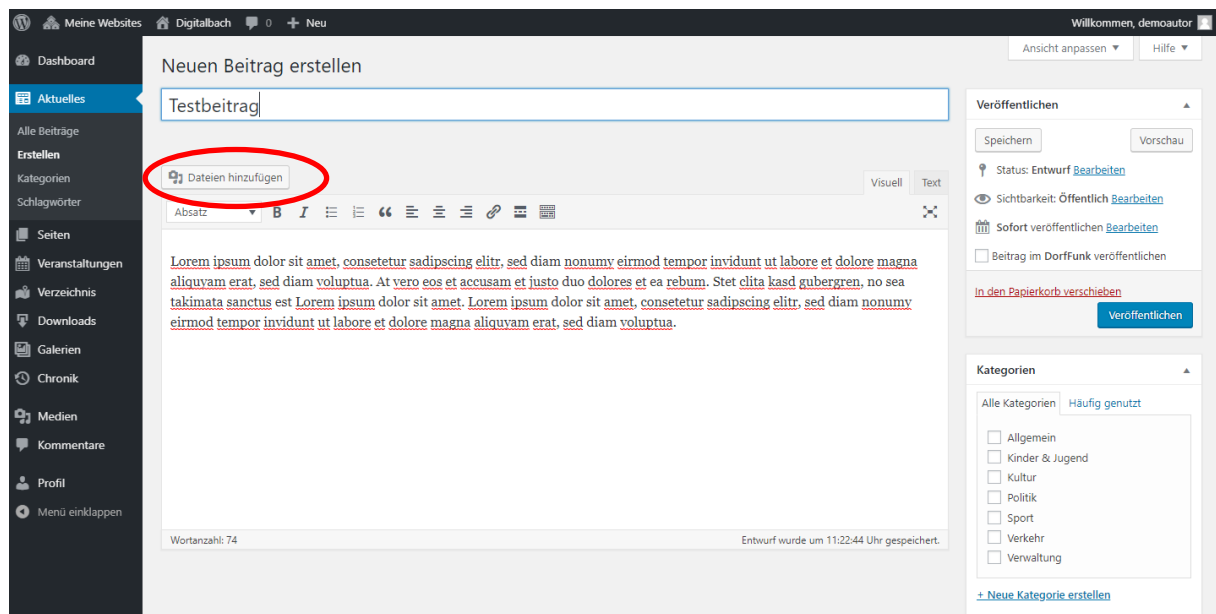 Meine Websites Digitalbach 0 Neu Willkommen, demoautor
Dashboard
Aktuelles
Alle Beiträge
Erstellen
Kategorien
Schlagwörter
Seiten
Veranstaltungen
Verzeichnis
Downloads
Galerien
Chronik
Medien
Kommentare
Profil
Menü einklappen
Ansicht anpassen Hilfe
Neuen Beitrag erstellen
Testbeitrag
Dateien hinzufügen
Visuell Text
Absatz B I
Lorem ipsum dolor sit amet, consetetur sadipscing elitr, sed diam nonumy eirmod tempor invidunt ut labore et dolore magna
aliquyam erat, sed diam voluptua. At vero eos et accusam et justo duo dolores et ea rebum. Stet clita kasd gubergren, no sea
takimata sanctus est Lorem ipsum dolor sit amet. Lorem ipsum dolor sit amet, consetetur sadipscing elitr, sed diam nonumy
eirmod tempor invidunt ut labore et dolore magna aliquyam erat, sed diam voluptua.
Wortanzahl: 74 Entwurf wurde um 11:22:44 Uhr gespeichert.
Veröffentlichen
Speichern Vorschau
Status: Entwurf Bearbeiten
Sichtbarkeit: Öffentlich Bearbeiten
Sofort veröffentlichen Bearbeiten
Beitrag im DorfFunk veröffentlichen
In den Papierkorb verschieben
Veröffentlichen
Kategorien
Alle Kategorien Häufig genutzt
Allgemein
Kinder & Jugend
Kultur
Politik
Sport
Verkehr
Verwaltung
+ Neue Kategorie erstellen